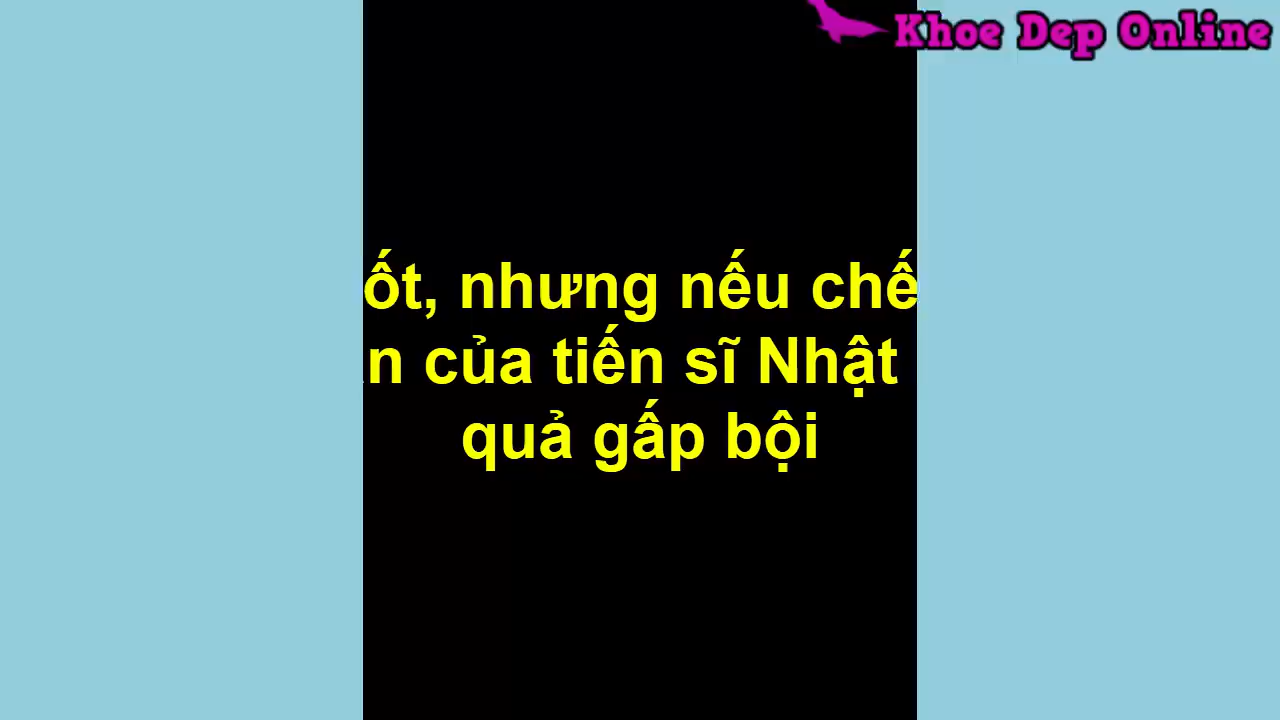 Khoe Dep Online
ốt, nhưng nếu chế
n của tiến sĩ Nhật
quả gấp bội